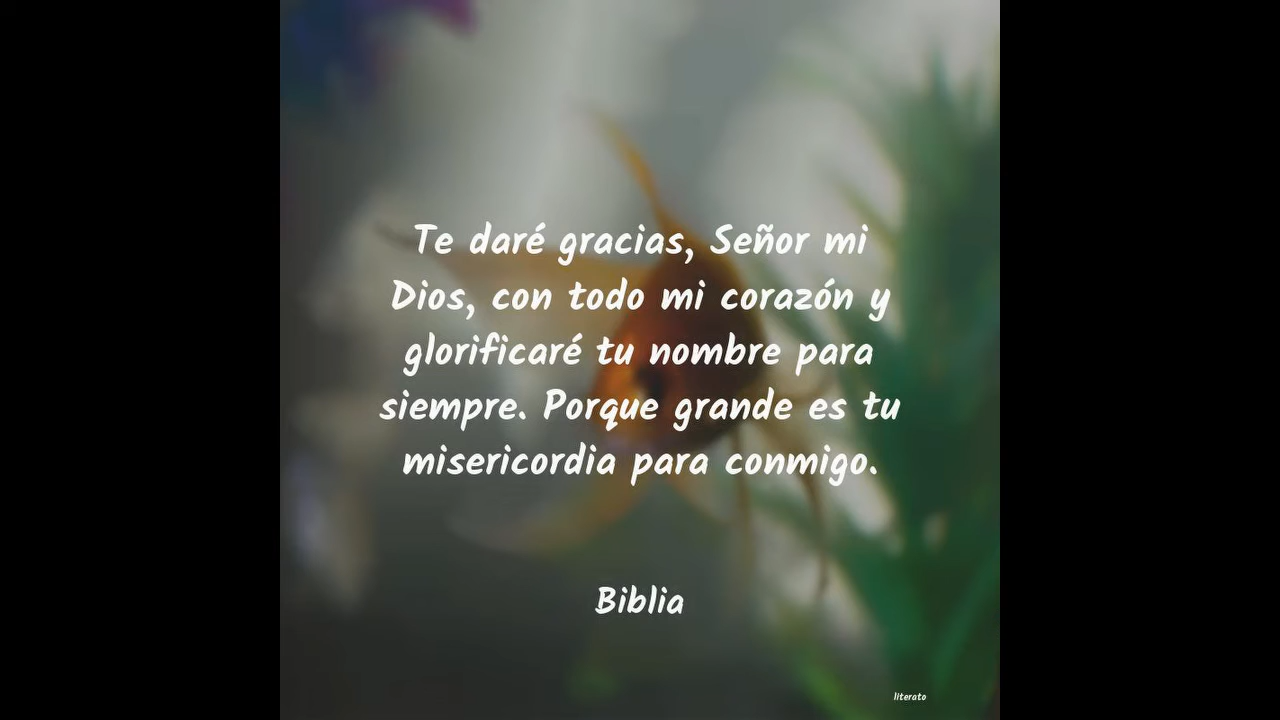 Te daré gracias, Señor mi
Dios, con todo mi corazón y
glorificaré tu nombre para
siempre. Porque grande es tu
misericordia para conmigo.
Biblia
literato